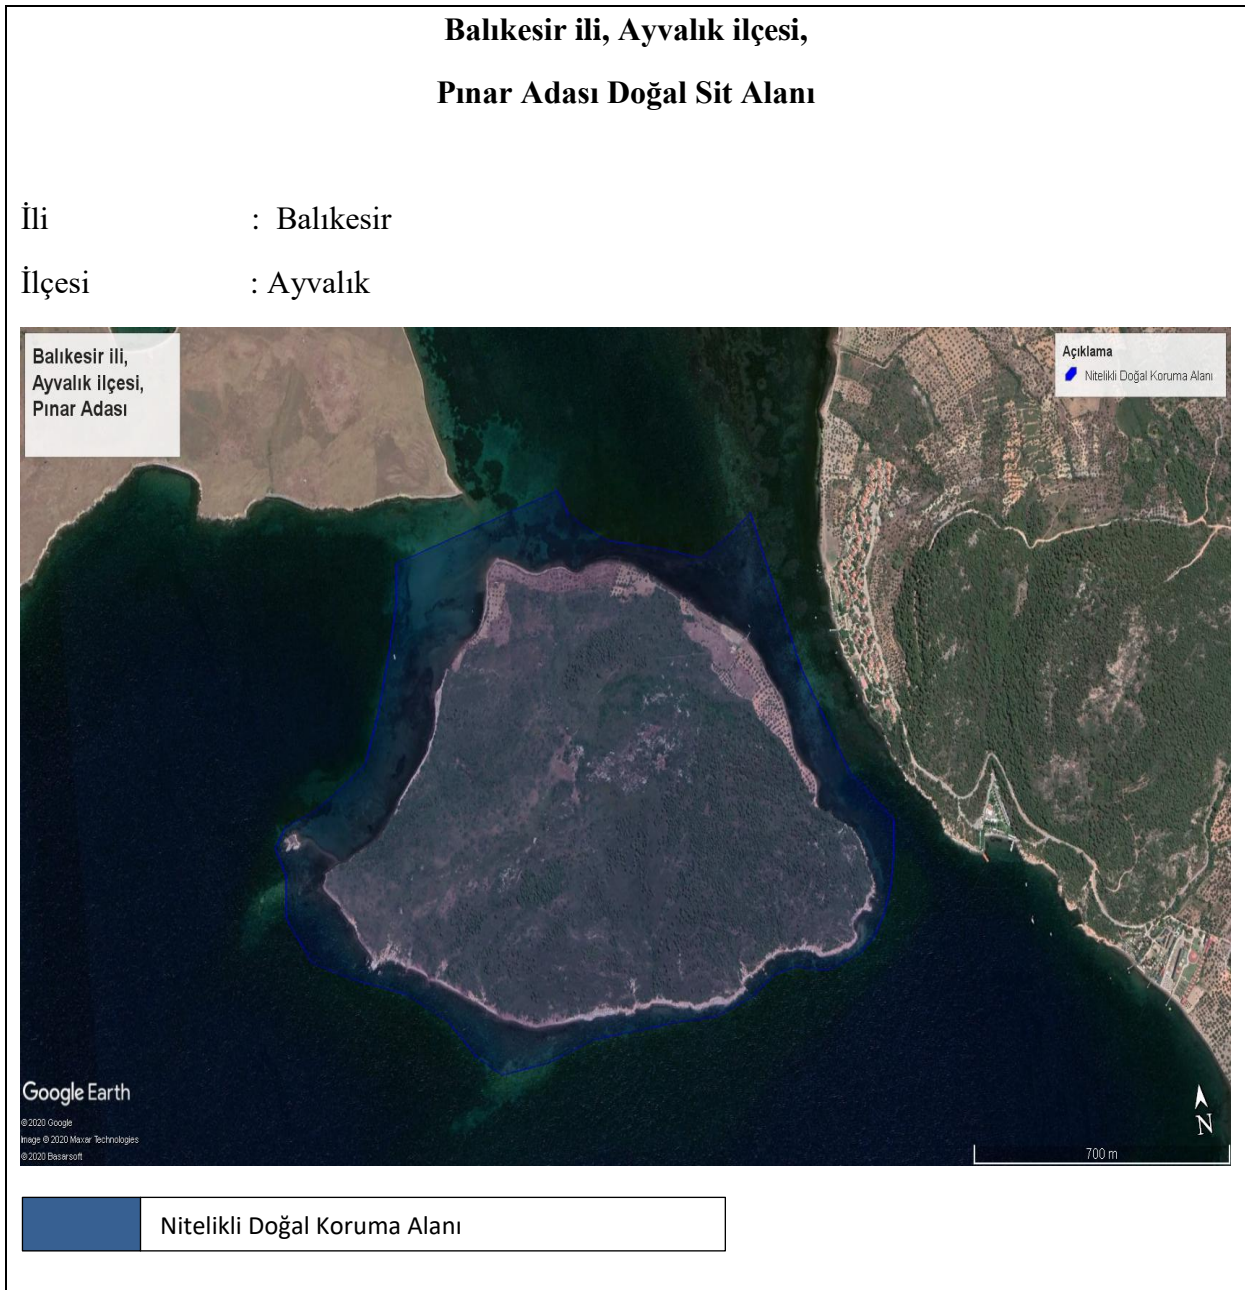 Balıkesir ili, Ayvalık ilçesi,
Pınar Adası Doğal Sit Alanı
İli : Balıkesir
İlçesi : Ayvalık
Balıkesir ili,
Ayvalık ilçesi,
Pınar Adası
Açıklama
Nitelikli Doğal Koruma Alanı
Google Earth
© 2020 Google
Image © 2020 Maxar Technologies
© 2020 Basarsoft
N
700 m
Nitelikli Doğal Koruma Alanı